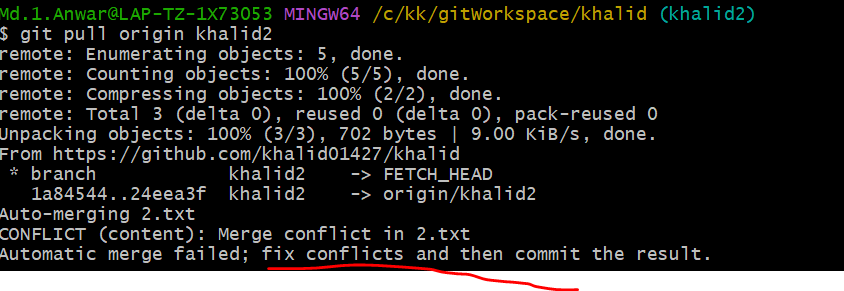 Md.1.Anwar@LAP-TZ-1X73053 MINGW64 /c/kk/gitWorkspace/khalid (khalid2)
$ git pull origin khalid2
remote: Enumerating objects: 5, done.
remote: Counting objects: 100% (5/5), done.
remote: Compressing objects: 100% (2/2), done.
remote: Total 3 (delta 0), reused 0 (delta 0), pack-reused 0
Unpacking objects: 100% (3/3), 702 bytes | 9.00 KiB/s, done.
From https://github.com/khalid01427/khalid
 * branch            khalid2    -> FETCH_HEAD
   1a84544..24eea3f  khalid2    -> origin/khalid2
Auto-merging 2.txt
CONFLICT (content): Merge conflict in 2.txt
Automatic merge failed; fix conflicts and then commit the result.